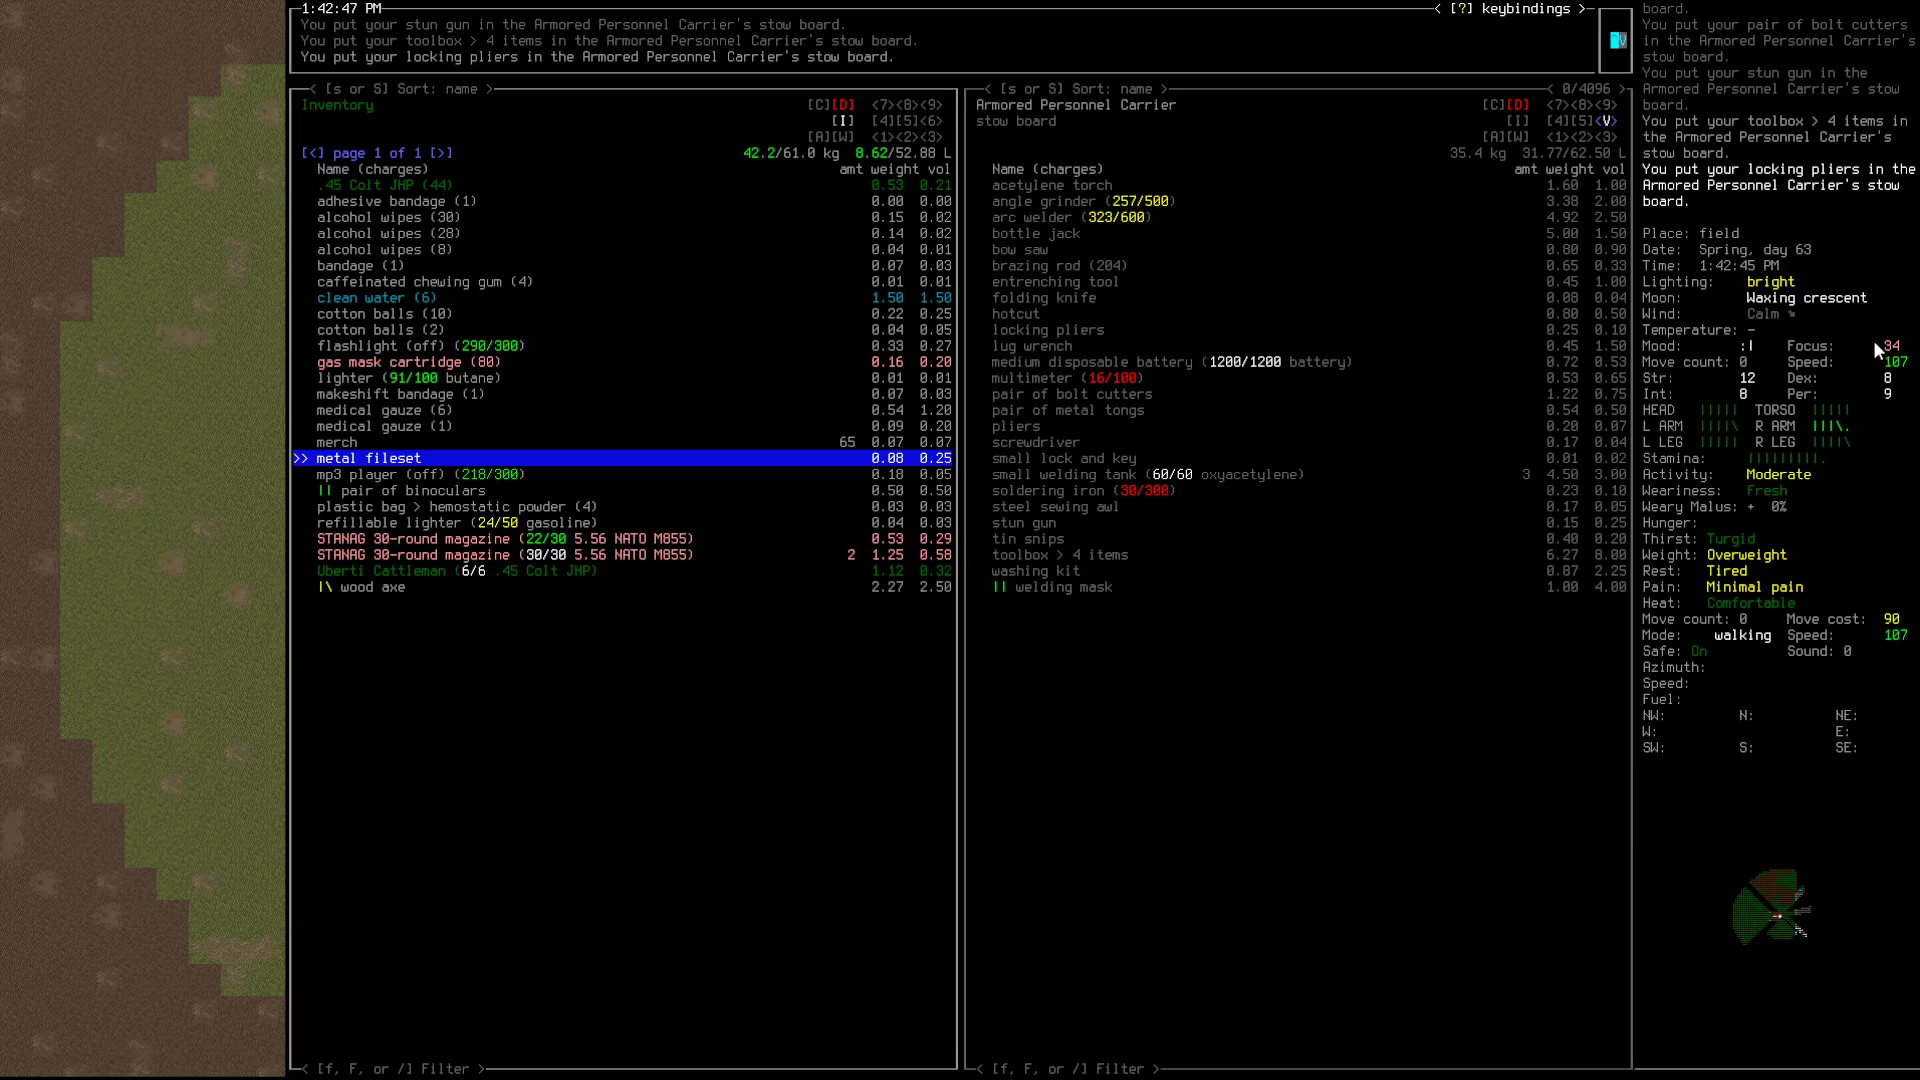 1:42:47 PM
< [?] keybindings >
You put your stun gun in the Armored Personnel Carrier's stow board.
You put your toolbox > 4 items in the Armored Personnel Carrier's stow board.
You put your locking pliers in the Armored Personnel Carrier's stow board.
< [s or S] Sort: name >
Inventory [C][D] <7><8><9>
[I] [4][5]<6>
[A][W] <1><2><3>
[<] page 1 of 1 [>] 42.2/61.0 kg 8.62/52.88 L
Name (charges) amt weight vol
.45 Colt JHP (44) 0.53 0.21
adhesive bandage (1) 0.00 0.00
alcohol wipes (30) 0.15 0.02
alcohol wipes (28) 0.14 0.02
alcohol wipes (8) 0.04 0.01
bandage (1) 0.07 0.03
caffeinated chewing gum (4) 0.01 0.01
clean water (6) 1.50 1.50
cotton balls (10) 0.22 0.25
cotton balls (2) 0.04 0.05
flashlight (off) (290/300) 0.33 0.27
gas mask cartridge (80) 0.16 0.20
lighter (91/100 butane) 0.01 0.01
makeshift bandage (1) 0.07 0.03
medical gauze (6) 0.54 1.20
medical gauze (1) 0.09 0.20
merch 65 0.07 0.07
>> metal fileset 0.08 0.25
mp3 player (off) (218/300) 0.18 0.05
|| pair of binoculars 0.50 0.50
plastic bag > hemostatic powder (4) 0.03 0.03
refillable lighter (24/50 gasoline) 0.04 0.03
STANAG 30-round magazine (22/30 5.56 NATO M855) 0.53 0.29
STANAG 30-round magazine (30/30 5.56 NATO M855) 2 1.25 0.58
Uberti Cattleman (6/6 .45 Colt JHP) 1.12 0.32
|\ wood axe 2.27 2.50
< [f, F, or /] Filter >
< [s or S] Sort: name > < 0/4096 >
Armored Personnel Carrier [C][D] <7><8><9>
stow board [I] [4][5]<V>
[A][W] <1><2><3>
35.4 kg 31.77/62.50 L
Name (charges) amt weight vol
acetylene torch 1.60 1.00
angle grinder (257/500) 3.38 2.00
arc welder (323/600) 4.92 2.50
bottle jack 5.00 1.50
bow saw 0.80 0.90
brazing rod (204) 0.65 0.33
entrenching tool 0.45 1.00
folding knife 0.08 0.04
hotcut 0.80 0.50
locking pliers 0.25 0.10
lug wrench 0.45 1.50
medium disposable battery (1200/1200 battery) 0.72 0.53
multimeter (16/100) 0.53 0.65
pair of bolt cutters 1.22 0.75
pair of metal tongs 0.54 0.50
pliers 0.20 0.07
screwdriver 0.17 0.04
small lock and key 0.01 0.02
small welding tank (60/60 oxyacetylene) 3 4.50 3.00
soldering iron (30/300) 0.23 0.10
steel sewing awl 0.17 0.05
stun gun 0.15 0.25
tin snips 0.40 0.20
toolbox > 4 items 6.27 8.00
washing kit 0.87 2.25
|| welding mask 1.00 4.00
< [f, F, or /] Filter >
board.
You put your pair of bolt cutters
in the Armored Personnel Carrier's
stow board.
You put your stun gun in the
Armored Personnel Carrier's stow
board.
You put your toolbox > 4 items in
the Armored Personnel Carrier's
stow board.
You put your locking pliers in the
Armored Personnel Carrier's stow
board.
Place: field
Date: Spring, day 63
Time: 1:42:45 PM
Lighting: bright
Moon: Waxing crescent
Wind: Calm
Temperature: -
Mood: :| Focus: 34
Move count: 0 Speed: 107
Str: 12 Dex: 8
Int: 8 Per: 9
HEAD ||||| TORSO |||||
L ARM ||||\ R ARM |||\.
L LEG ||||| R LEG ||||\
Stamina: |||||||||.
Activity: Moderate
Weariness: Fresh
Weary Malus: + 0%
Hunger:
Thirst: Turgid
Weight: Overweight
Rest: Tired
Pain: Minimal pain
Heat: Comfortable
Move count: 0 Move cost: 90
Mode: walking Speed: 107
Safe: On Sound: 0
Azimuth:
Speed:
Fuel:
NW: N: NE:
W: E:
SW: S: SE: